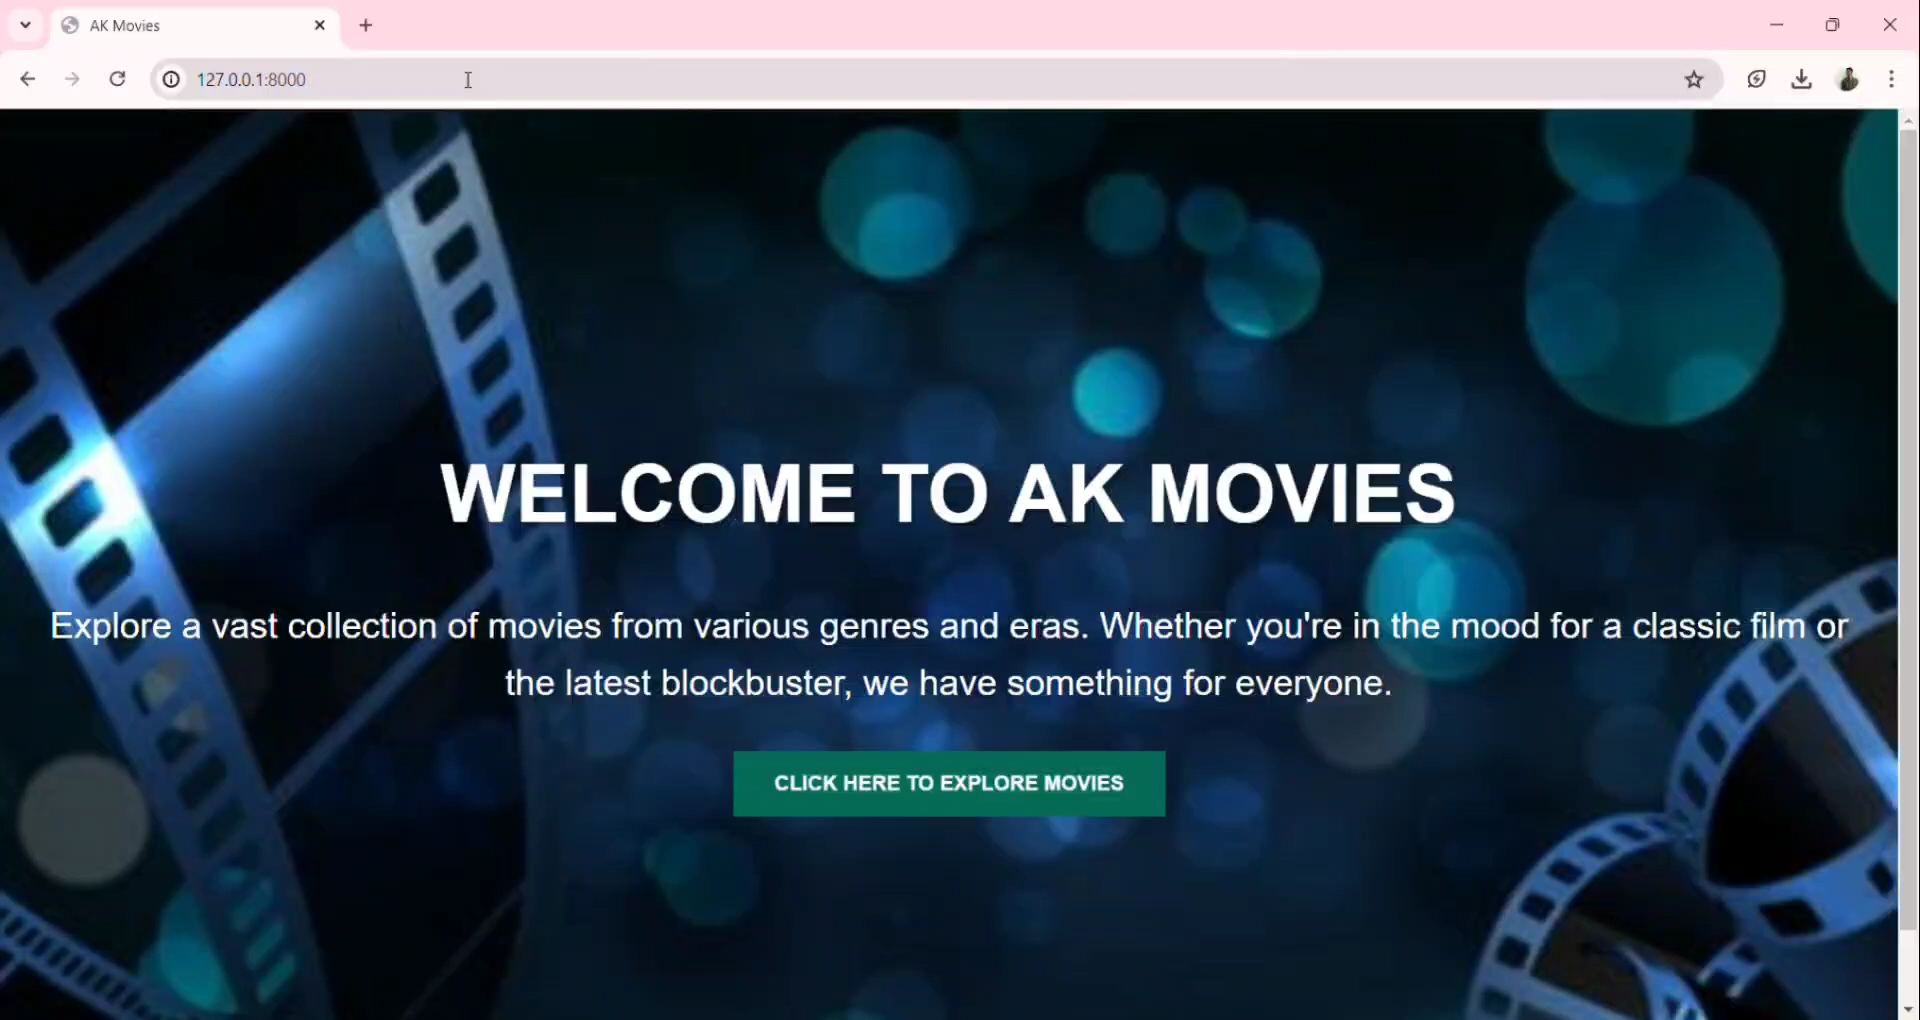 AK Movies
127.0.0.1:8000
WELCOME TO AK MOVIES
Explore a vast collection of movies from various genres and eras. Whether you're in the mood for a classic film or
the latest blockbuster, we have something for everyone.
CLICK HERE TO EXPLORE MOVIES